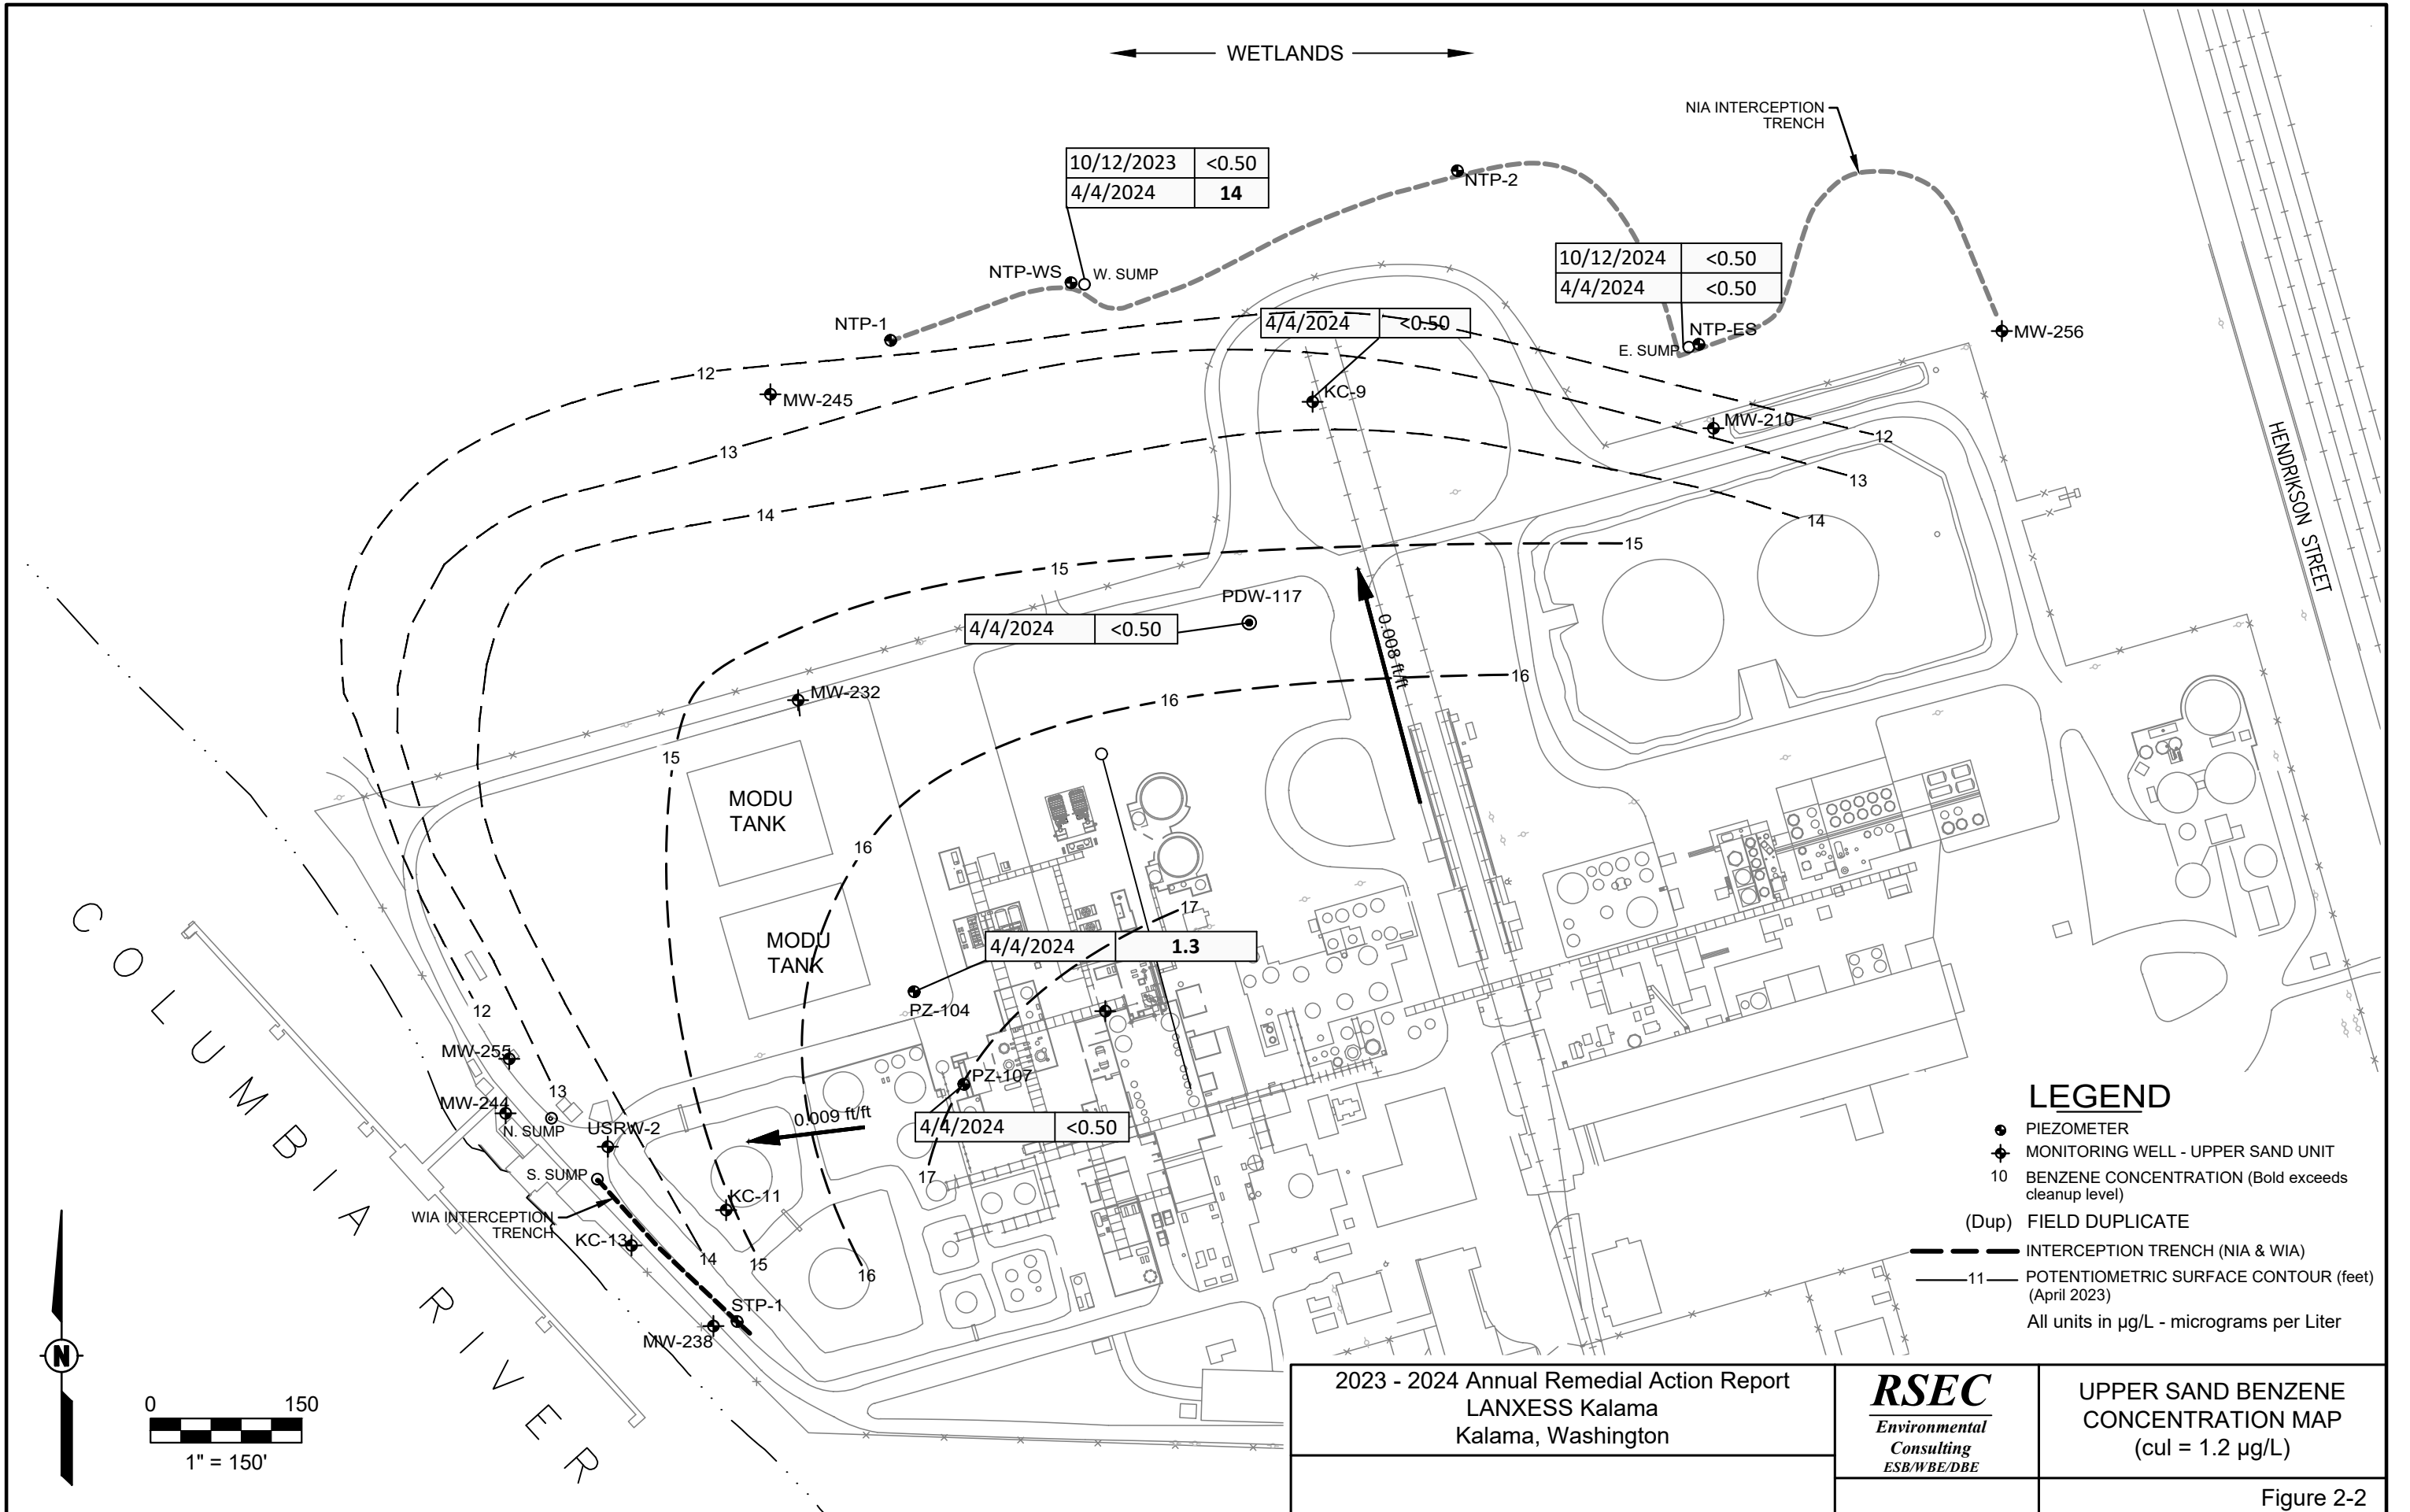 WETLANDS
NIA INTERCEPTION
TRENCH
10/12/2023 <0.50
4/4/2024 14
NTP-2
10/12/2024 <0.50
4/4/2024 <0.50
NTP-WS
W. SUMP
NTP-1
4/4/2024 <0.50
NTP-ES
E. SUMP
MW-256
12
MW-245
KC-9
MW-210
12
13
13
14
14
HENDRIKSON STREET
15
15
PDW-117
4/4/2024 <0.50
0.008 ft/ft
16
16
MW-232
15
MODU
TANK
16
17
MODU
TANK
4/4/2024 1.3
PZ-104
12
MW-255
PZ-107
13
MW-244
N. SUMP
USRW-2
0.009 ft/ft
4/4/2024 <0.50
17
S. SUMP
KC-11
WIA INTERCEPTION
TRENCH
KC-13
14
15
16
STP-1
MW-238
COLUMBIA RIVER
N
0 150
1" = 150'
LEGEND
PIEZOMETER
MONITORING WELL - UPPER SAND UNIT
10 BENZENE CONCENTRATION (Bold exceeds
cleanup level)
(Dup) FIELD DUPLICATE
INTERCEPTION TRENCH (NIA & WIA)
11 POTENTIOMETRIC SURFACE CONTOUR (feet)
(April 2023)
All units in µg/L - micrograms per Liter
2023 - 2024 Annual Remedial Action Report
LANXESS Kalama
Kalama, Washington
RSEC
Environmental
Consulting
ESB/WBE/DBE
UPPER SAND BENZENE
CONCENTRATION MAP
(cul = 1.2 µg/L)
Figure 2-2